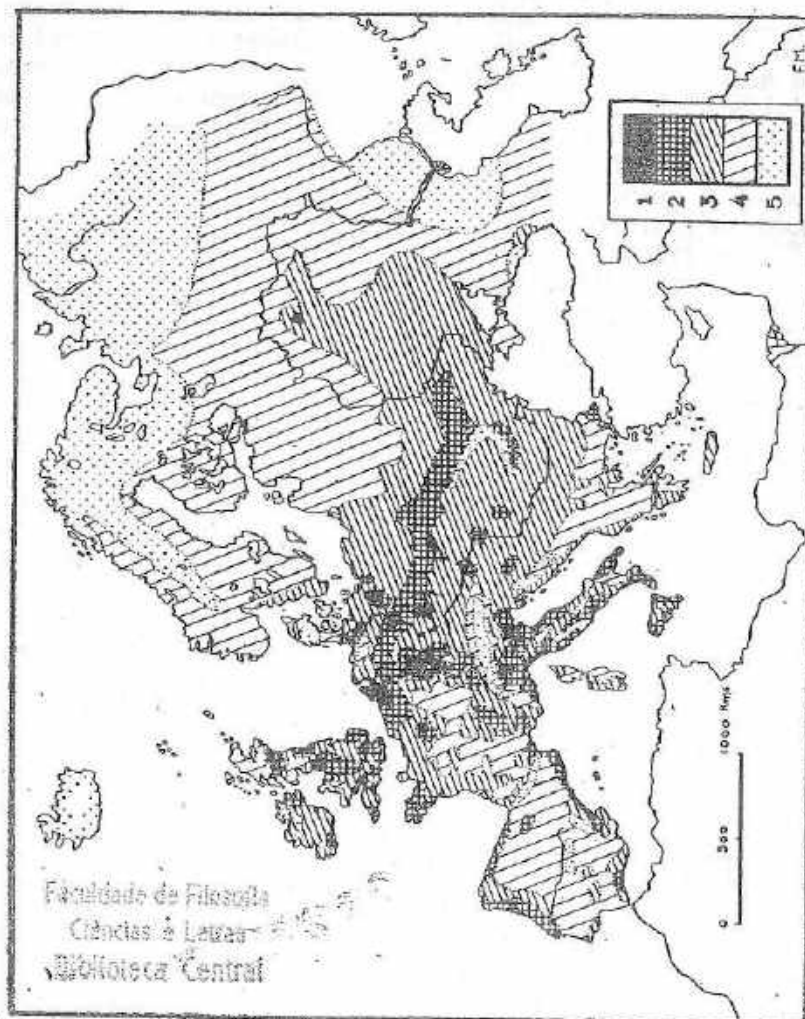 1
2
3
4
5
0 500 1000 Kms
F.M.
Faculdade de Filosofia
Ciências e Letras
Biblioteca Central